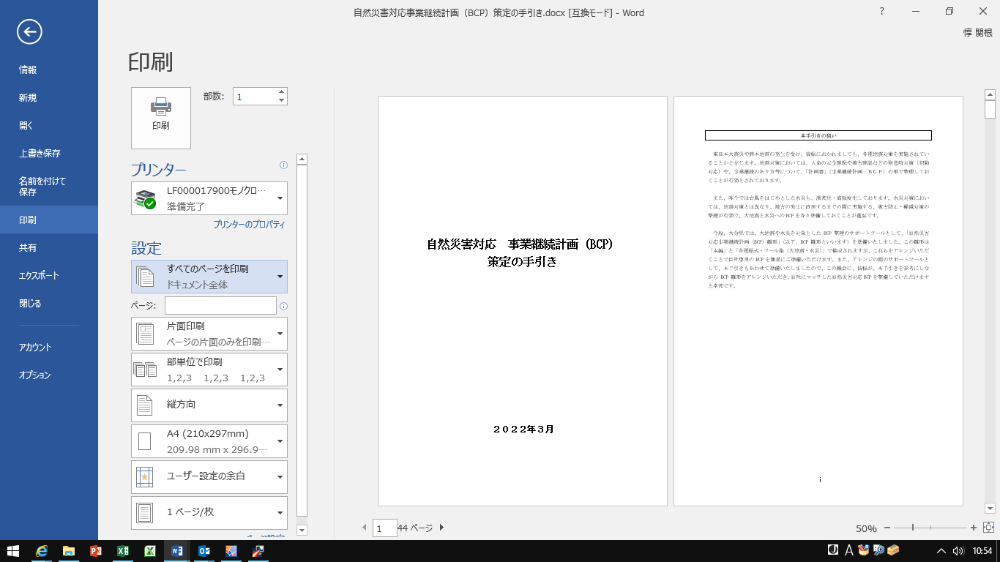 自然災害対応事業継続計画（BCP）策定の手引き.docx [互換モード] - Word
?
惇 関根
情報
新規
開く
上書き保存
名前を付けて
保存
印刷
共有
エクスポート
閉じる
アカウント
オプション
印刷
印刷
部数: 1
プリンター
LF000017900モノクロ…
準備完了
プリンターのプロパティ
設定
すべてのページを印刷
ドキュメント全体
ページ:
片面印刷
ページの片面のみを印刷…
部単位で印刷
1,2,3 1,2,3 1,2,3
縦方向
A4 (210x297mm)
209.98 mm x 296.9…
ユーザー設定の余白
1 ページ/枚
自然災害対応　事業継続計画（BCP）
策定の手引き
２０２２年３月
本手引きの狙い
東日本大震災や熊本地震の発生を受け、皆様におかれましても、各種地震対策を実施されてい
ることかと存じます。地震対策においては、人命の安全確保や被害確認などの緊急時対策（初動
対応）や、事業継続のあり方等について、「計画書」（事業継続計画：ＢＣＰ）の形で整理してお
くことが有効とされております。
また、昨今では台風をはじめとした水災も、激甚化・高頻度化しております。水災対策におい
ては、地震対策とは異なり、被害の発生に直面するまでの間に実施する、被害防止・軽減対策の
整理が有効で、大地震と水災へのBCPを各々準備しておくことが重要です。
今般、大分県では、大地震や水災を対象とした BCP 整理のサポートツールとして、「自然災害
対応事業継続計画（BCP）雛形」（以下、BCP 雛形といいます）を準備いたしました。この雛形は
「本編」と「各種様式・ツール集（大地震・水災）」で構成されますが、これらをアレンジいただ
くことで自社専用のBCPを簡易にご準備いただけます。また、アレンジの際のサポートツールと
して、本手引きもあわせて準備いたしましたので、この機会に、皆様が、本手引きを参考にしな
がら BCP 雛形をアレンジいただき、自社にマッチした自然災害対応BCPを整備していただけます
と幸甚です。
i
1 44 ページ
50%
A
10:54